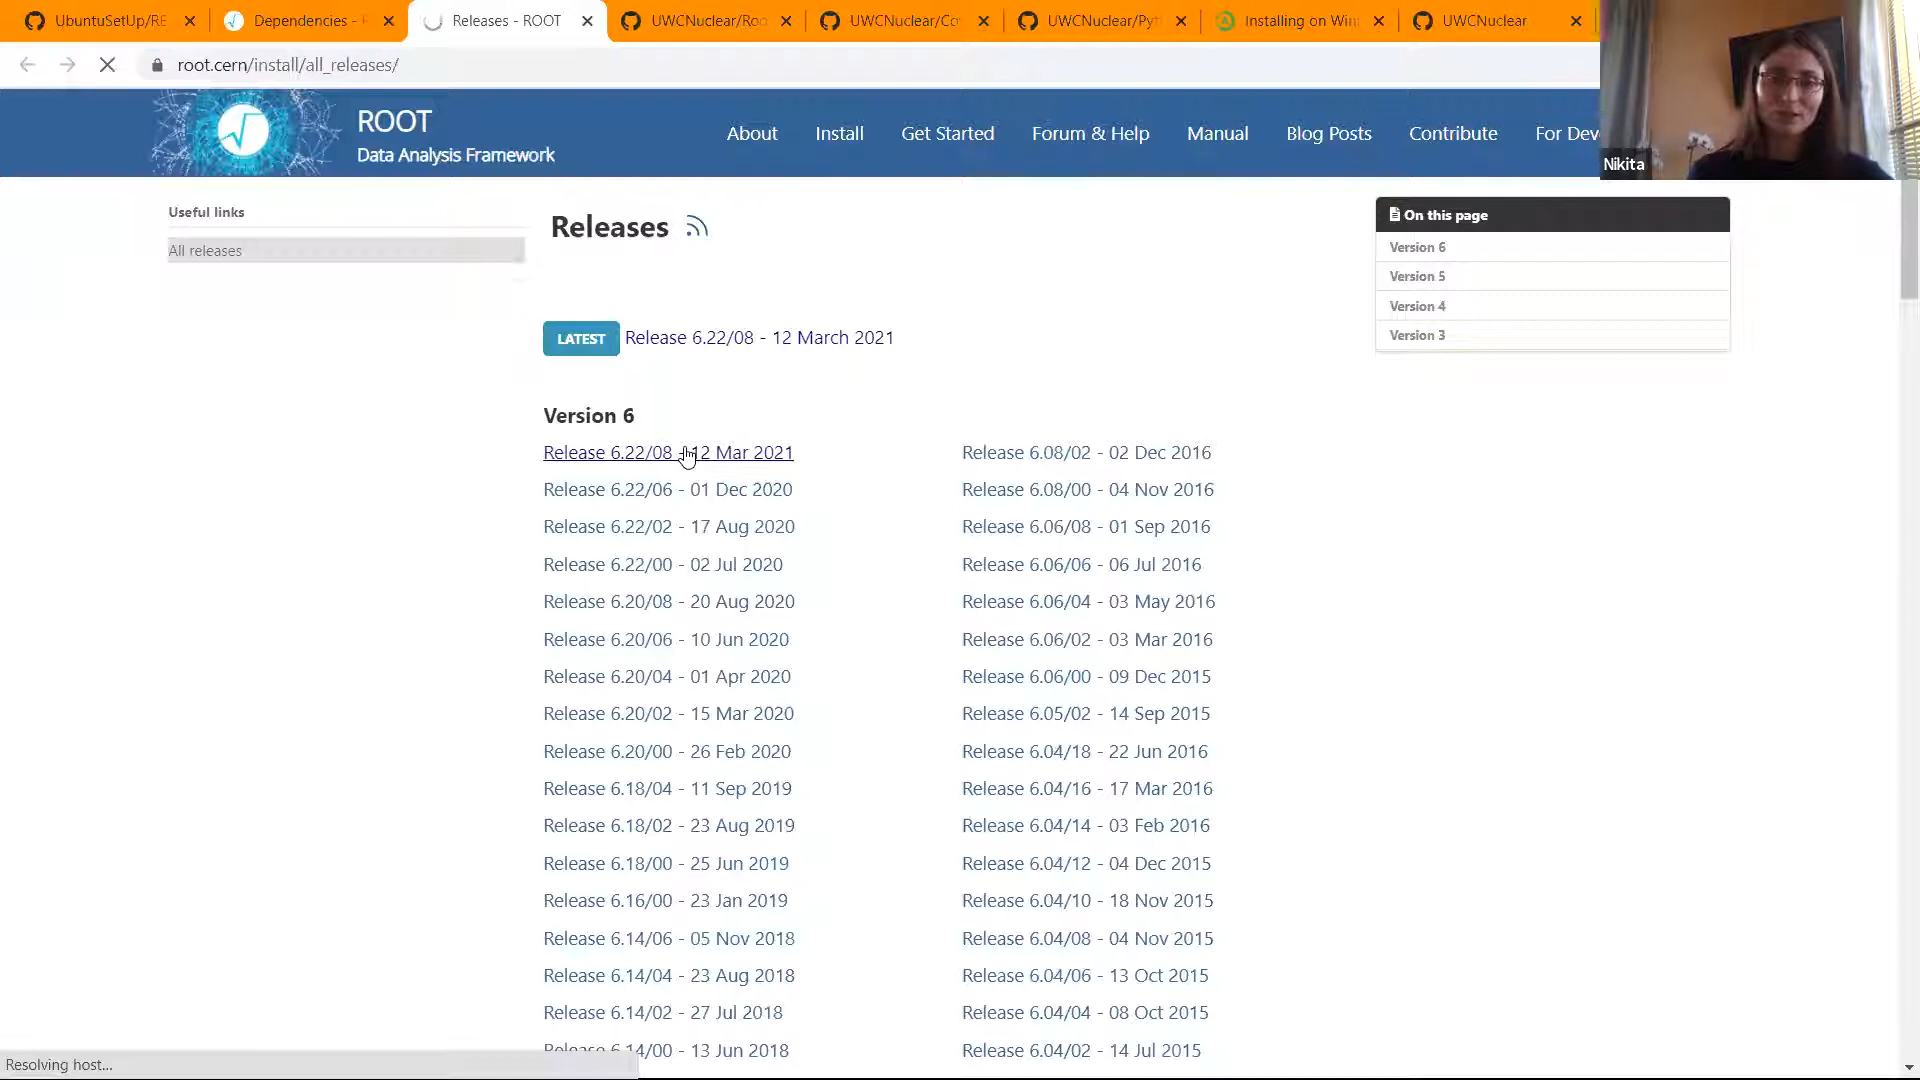 UbuntuSetUp/RE
Dependencies -
Releases - ROOT
UWCNuclear/Roo
UWCNuclear/Co
UWCNuclear/Pyt
Installing on Win
UWCNuclear
root.cern/install/all_releases/
ROOT
Data Analysis Framework
About
Install
Get Started
Forum & Help
Manual
Blog Posts
Contribute
For Dev
Nikita
Useful links
All releases
Releases
On this page
Version 6
Version 5
Version 4
Version 3
LATEST Release 6.22/08 - 12 March 2021
Version 6
Release 6.22/08 - 12 Mar 2021
Release 6.22/06 - 01 Dec 2020
Release 6.22/02 - 17 Aug 2020
Release 6.22/00 - 02 Jul 2020
Release 6.20/08 - 20 Aug 2020
Release 6.20/06 - 10 Jun 2020
Release 6.20/04 - 01 Apr 2020
Release 6.20/02 - 15 Mar 2020
Release 6.20/00 - 26 Feb 2020
Release 6.18/04 - 11 Sep 2019
Release 6.18/02 - 23 Aug 2019
Release 6.18/00 - 25 Jun 2019
Release 6.16/00 - 23 Jan 2019
Release 6.14/06 - 05 Nov 2018
Release 6.14/04 - 23 Aug 2018
Release 6.14/02 - 27 Jul 2018
Release 6.14/00 - 13 Jun 2018
Release 6.08/02 - 02 Dec 2016
Release 6.08/00 - 04 Nov 2016
Release 6.06/08 - 01 Sep 2016
Release 6.06/06 - 06 Jul 2016
Release 6.06/04 - 03 May 2016
Release 6.06/02 - 03 Mar 2016
Release 6.06/00 - 09 Dec 2015
Release 6.05/02 - 14 Sep 2015
Release 6.04/18 - 22 Jun 2016
Release 6.04/16 - 17 Mar 2016
Release 6.04/14 - 03 Feb 2016
Release 6.04/12 - 04 Dec 2015
Release 6.04/10 - 18 Nov 2015
Release 6.04/08 - 04 Nov 2015
Release 6.04/06 - 13 Oct 2015
Release 6.04/04 - 08 Oct 2015
Release 6.04/02 - 14 Jul 2015
Resolving host...